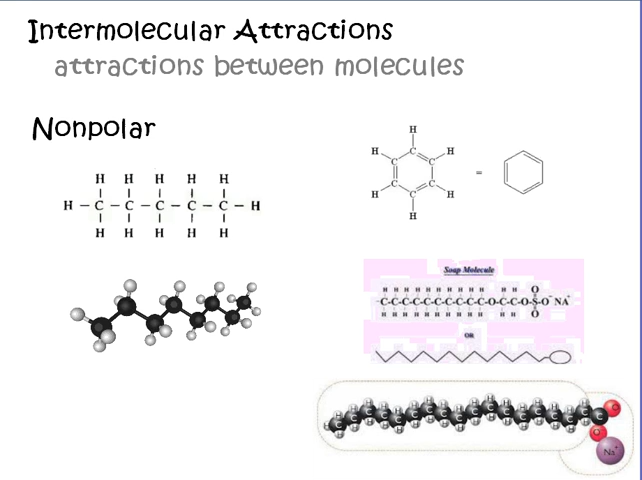 Intermolecular Attractions
attractions between molecules
Nonpolar
H H H H H
H - C - C - C - C - C - H
H H H H H
H
H C H
C C
=
C C
H C H
H
Soap Molecule
H H H H H H H H H H H H O
-C-C-C-C-C-C-C-C-C-C-O-C-C-O-S-O⁻ NA⁺
H H H H H H H H H H H H O
OR
Na⁺